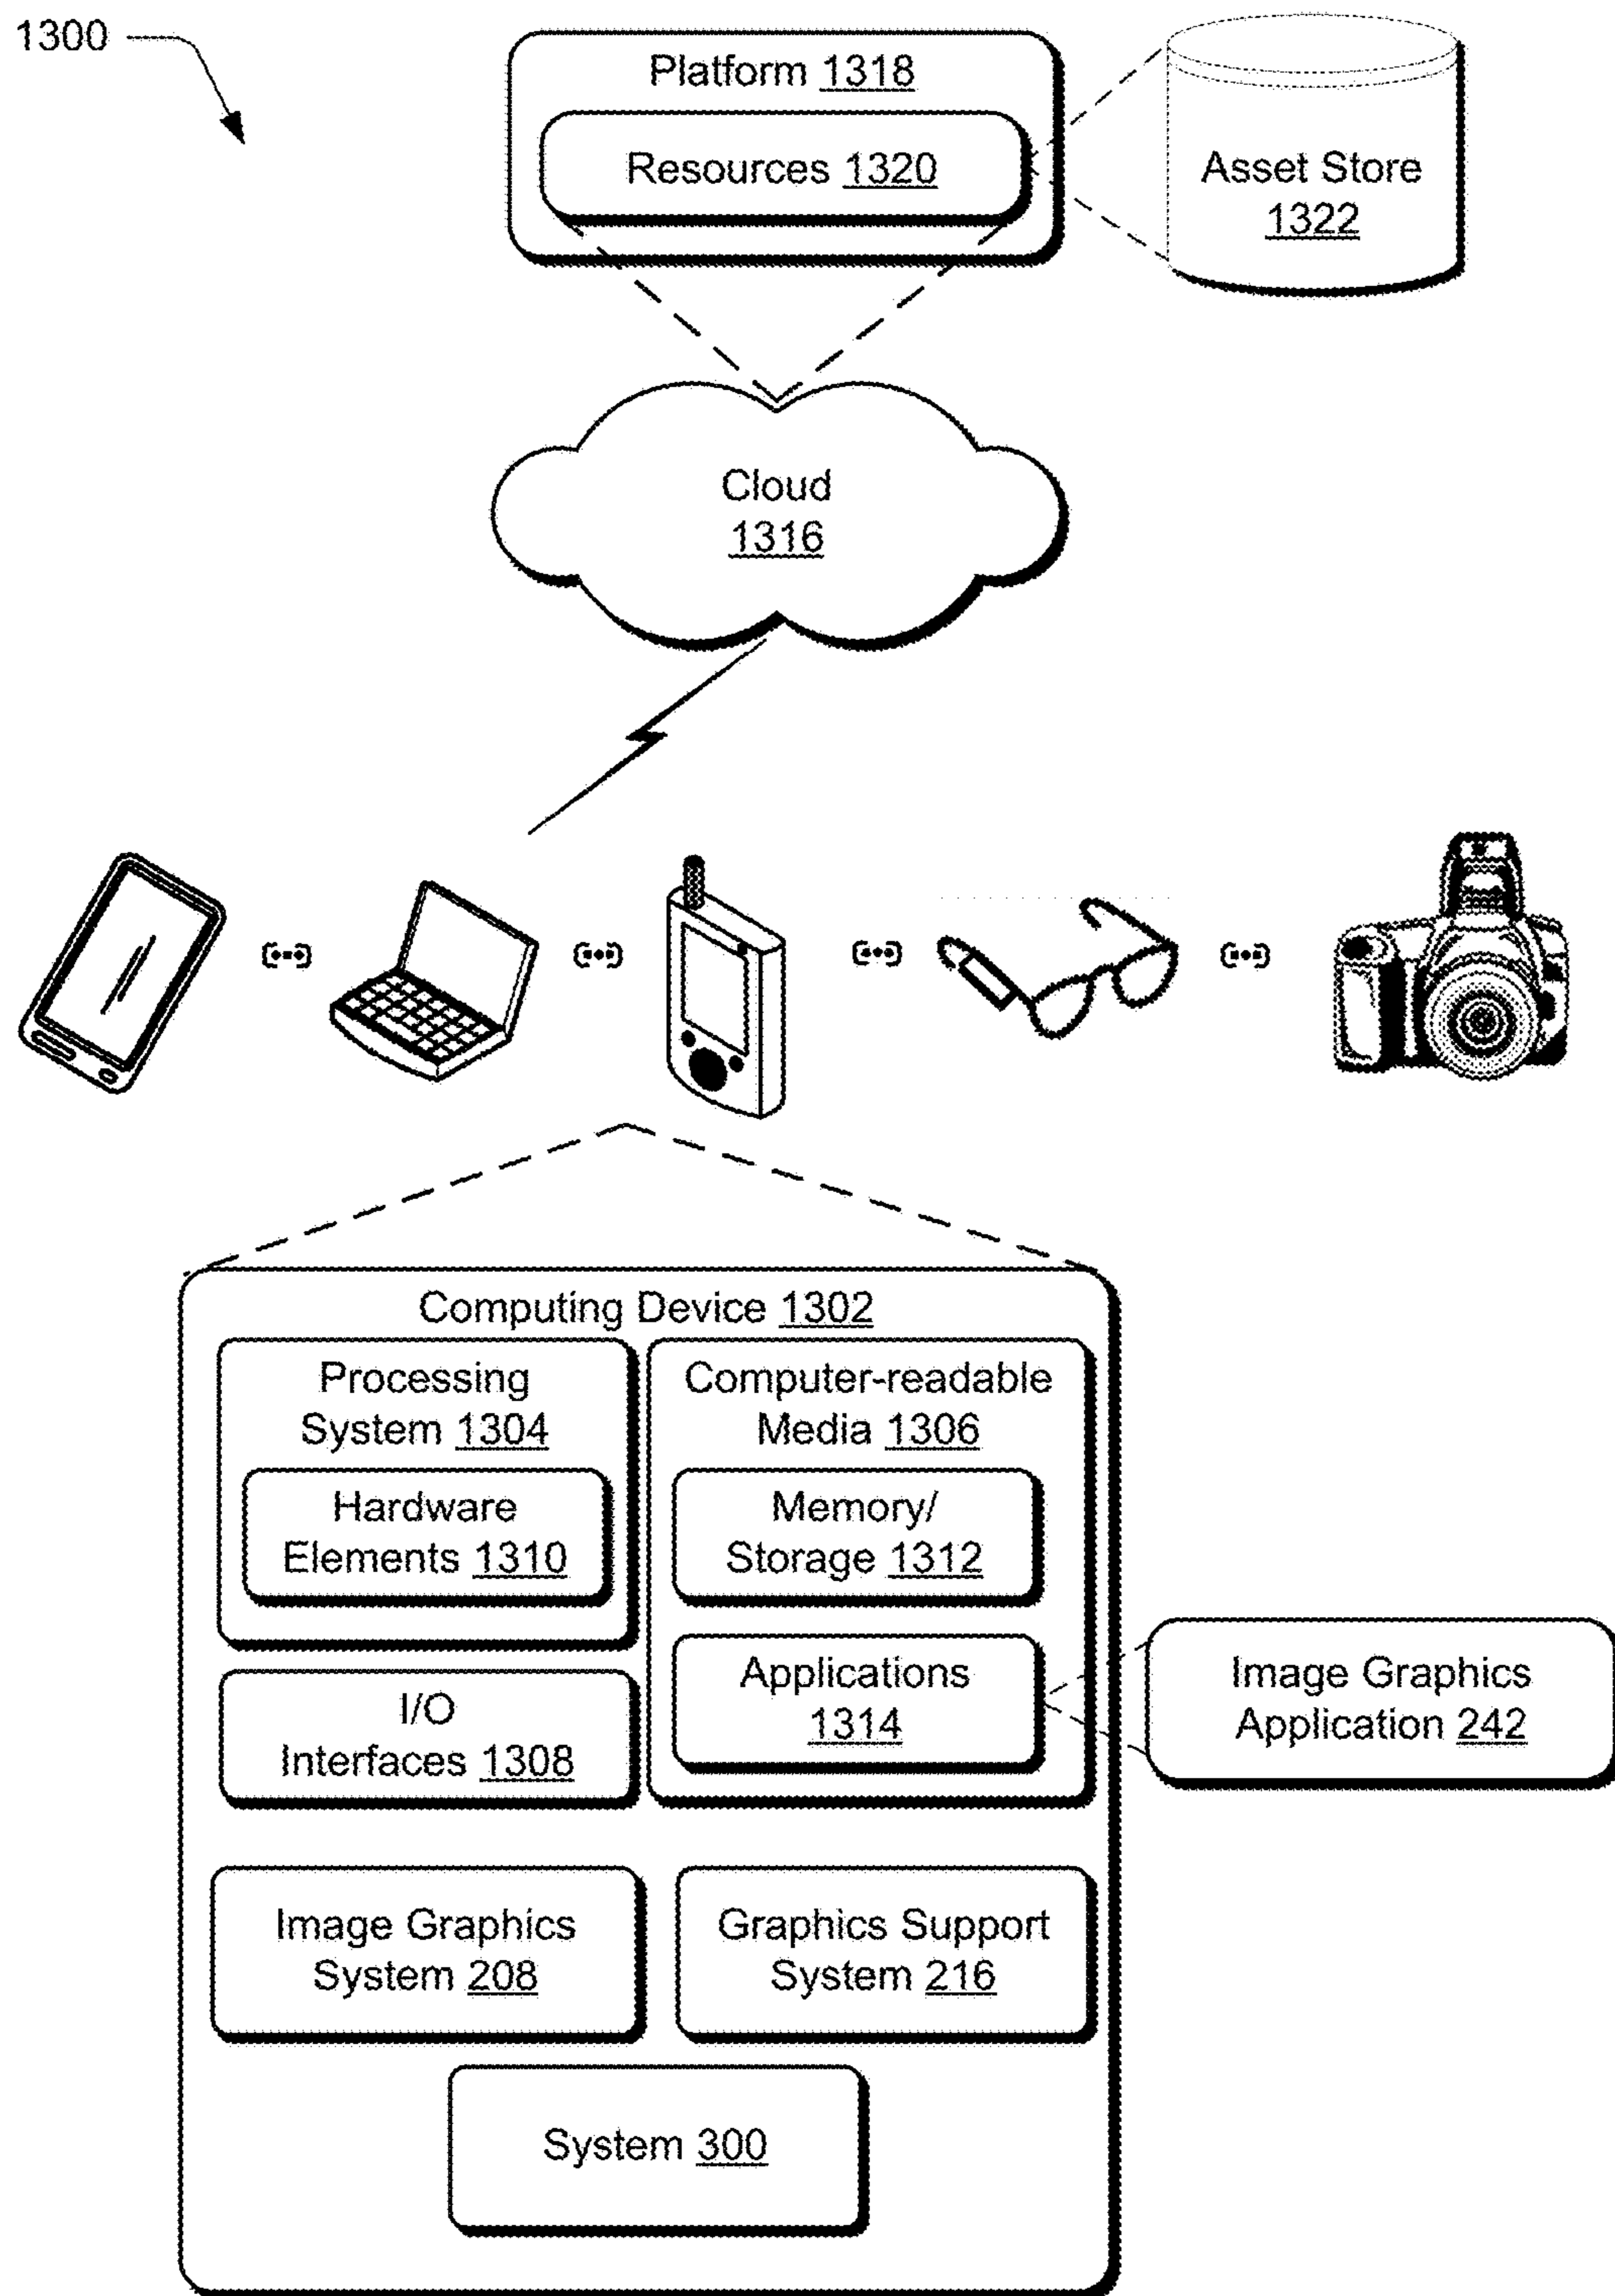 1300
Platform 1318
Resources 1320
Asset Store
1322
Cloud
1316
Computing Device 1302
Processing
System 1304
Hardware
Elements 1310
Computer-readable
Media 1306
Memory/
Storage 1312
Applications
1314
I/O
Interfaces 1308
Image Graphics
Application 242
Image Graphics
System 208
Graphics Support
System 216
System 300